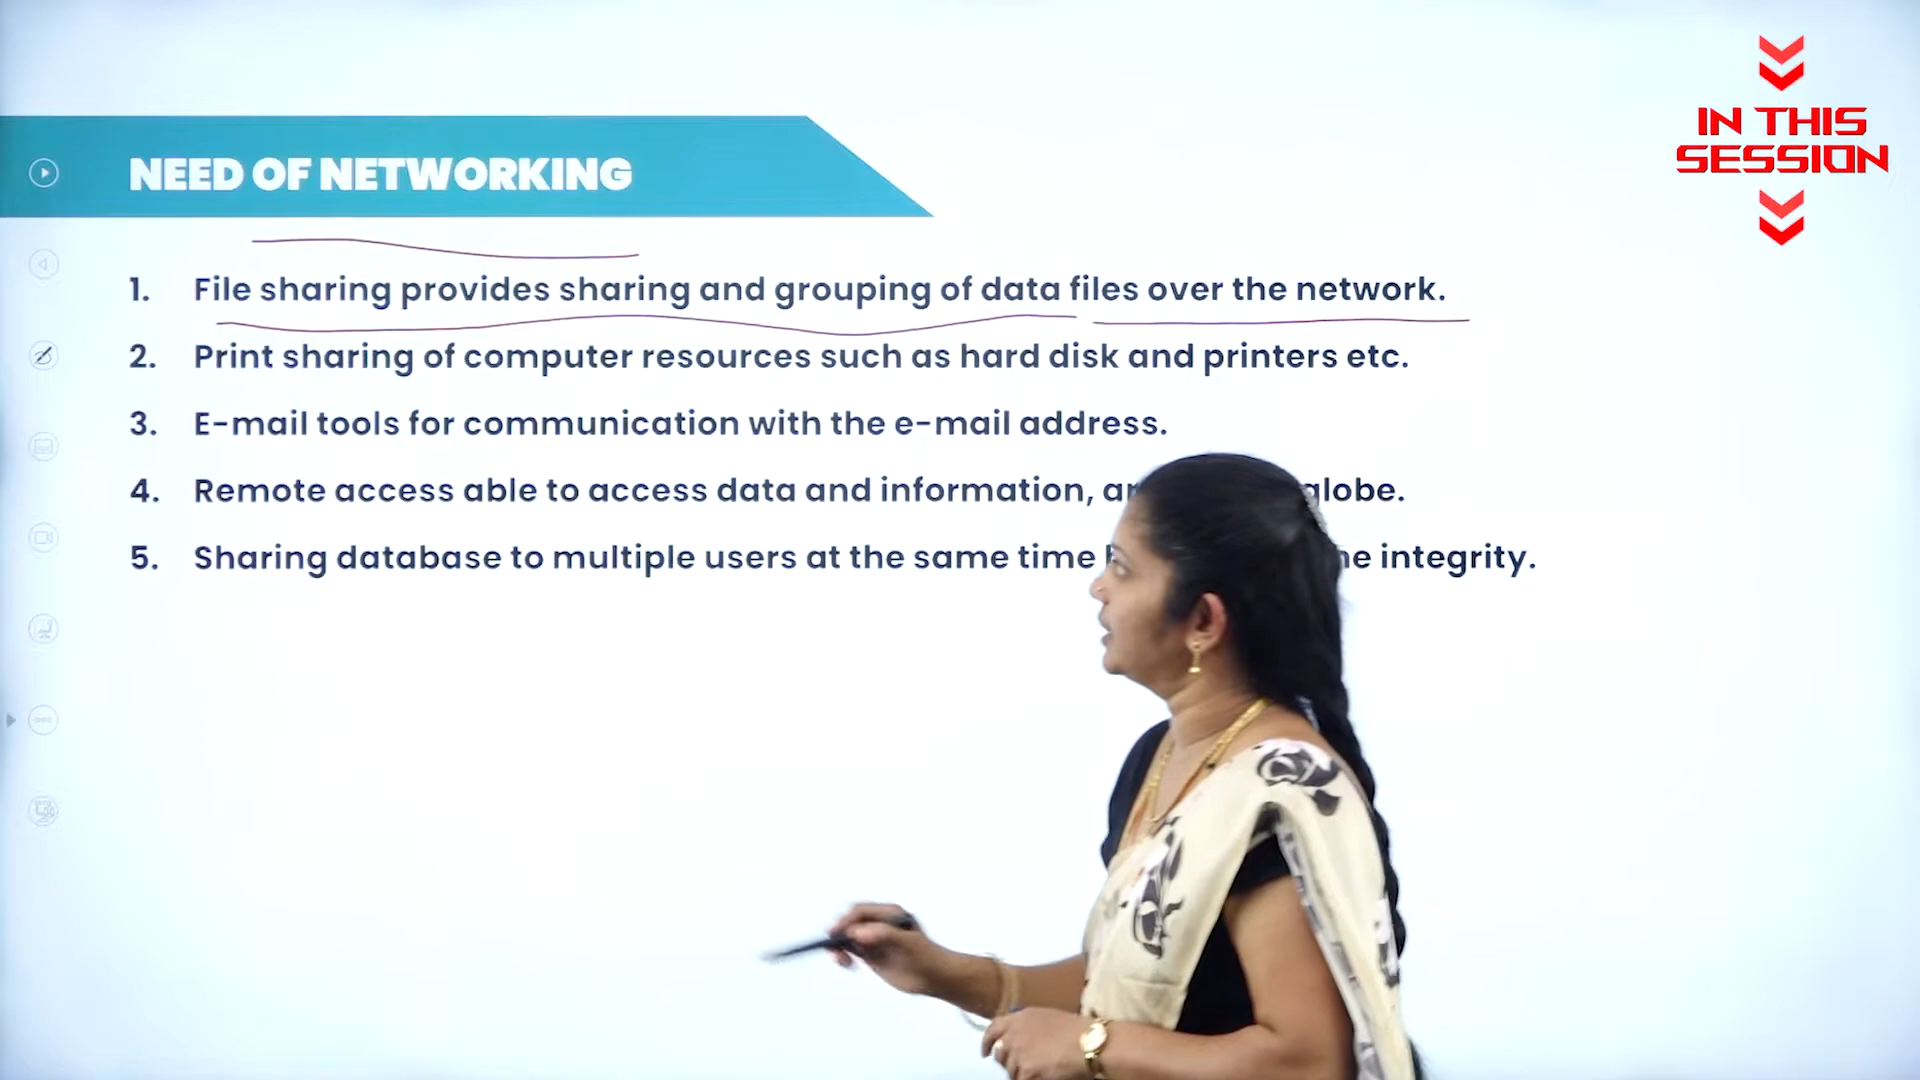 IN THIS
SESSION
NEED OF NETWORKING
1. File sharing provides sharing and grouping of data files over the network.
2. Print sharing of computer resources such as hard disk and printers etc.
3. E-mail tools for communication with the e-mail address.
4. Remote access able to access data and information, globe.
5. Sharing database to multiple users at the same time integrity.